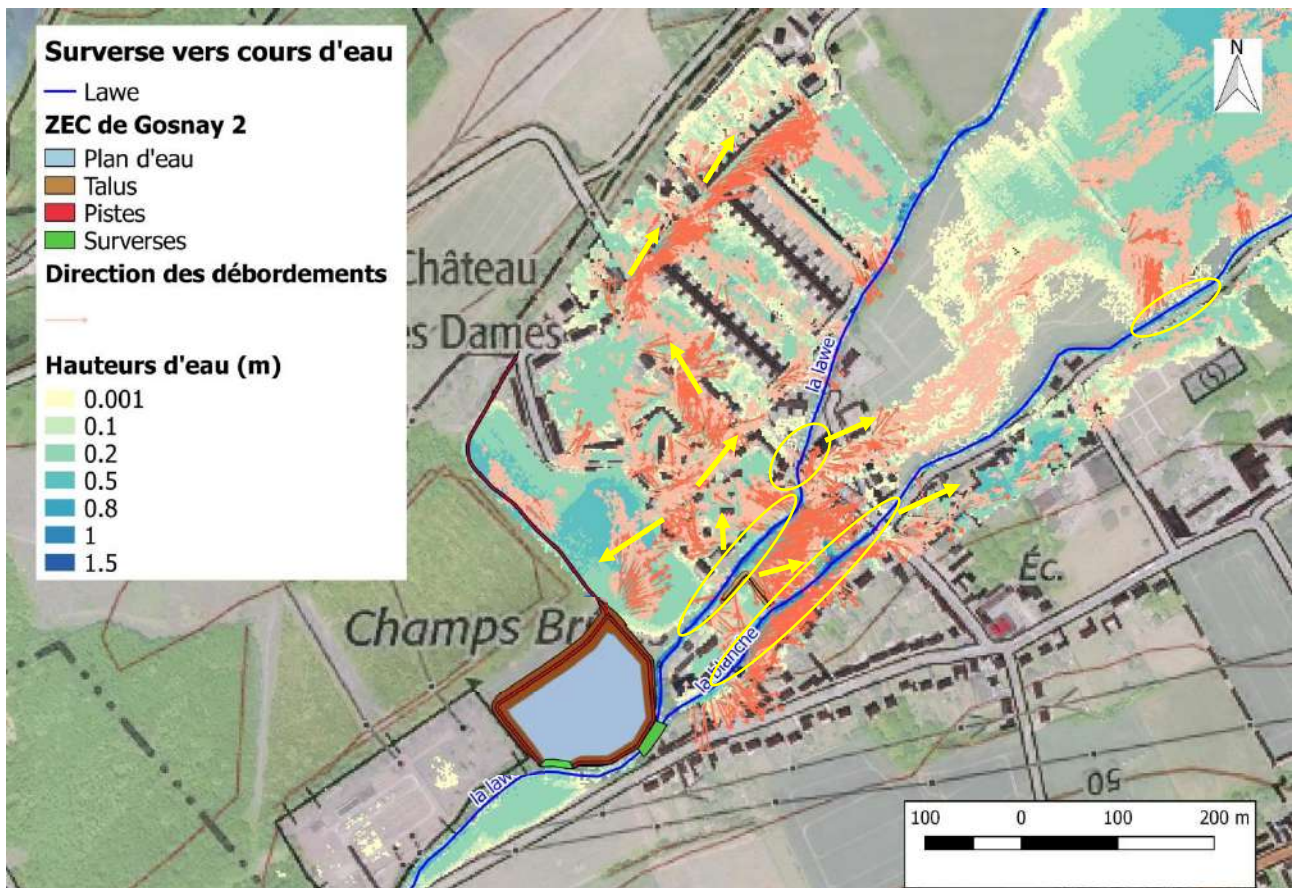 Surverse vers cours d'eau
Lawe
ZEC de Gosnay 2
Plan d'eau
Talus
Pistes
Surverses
Direction des débordements
Hauteurs d'eau (m)
0.001
0.1
0.2
0.5
0.8
1
1.5
N
Château
es Dames
la lawe
Éc.
Champs Br
la blanche
la law
50
100 0 100 200 m